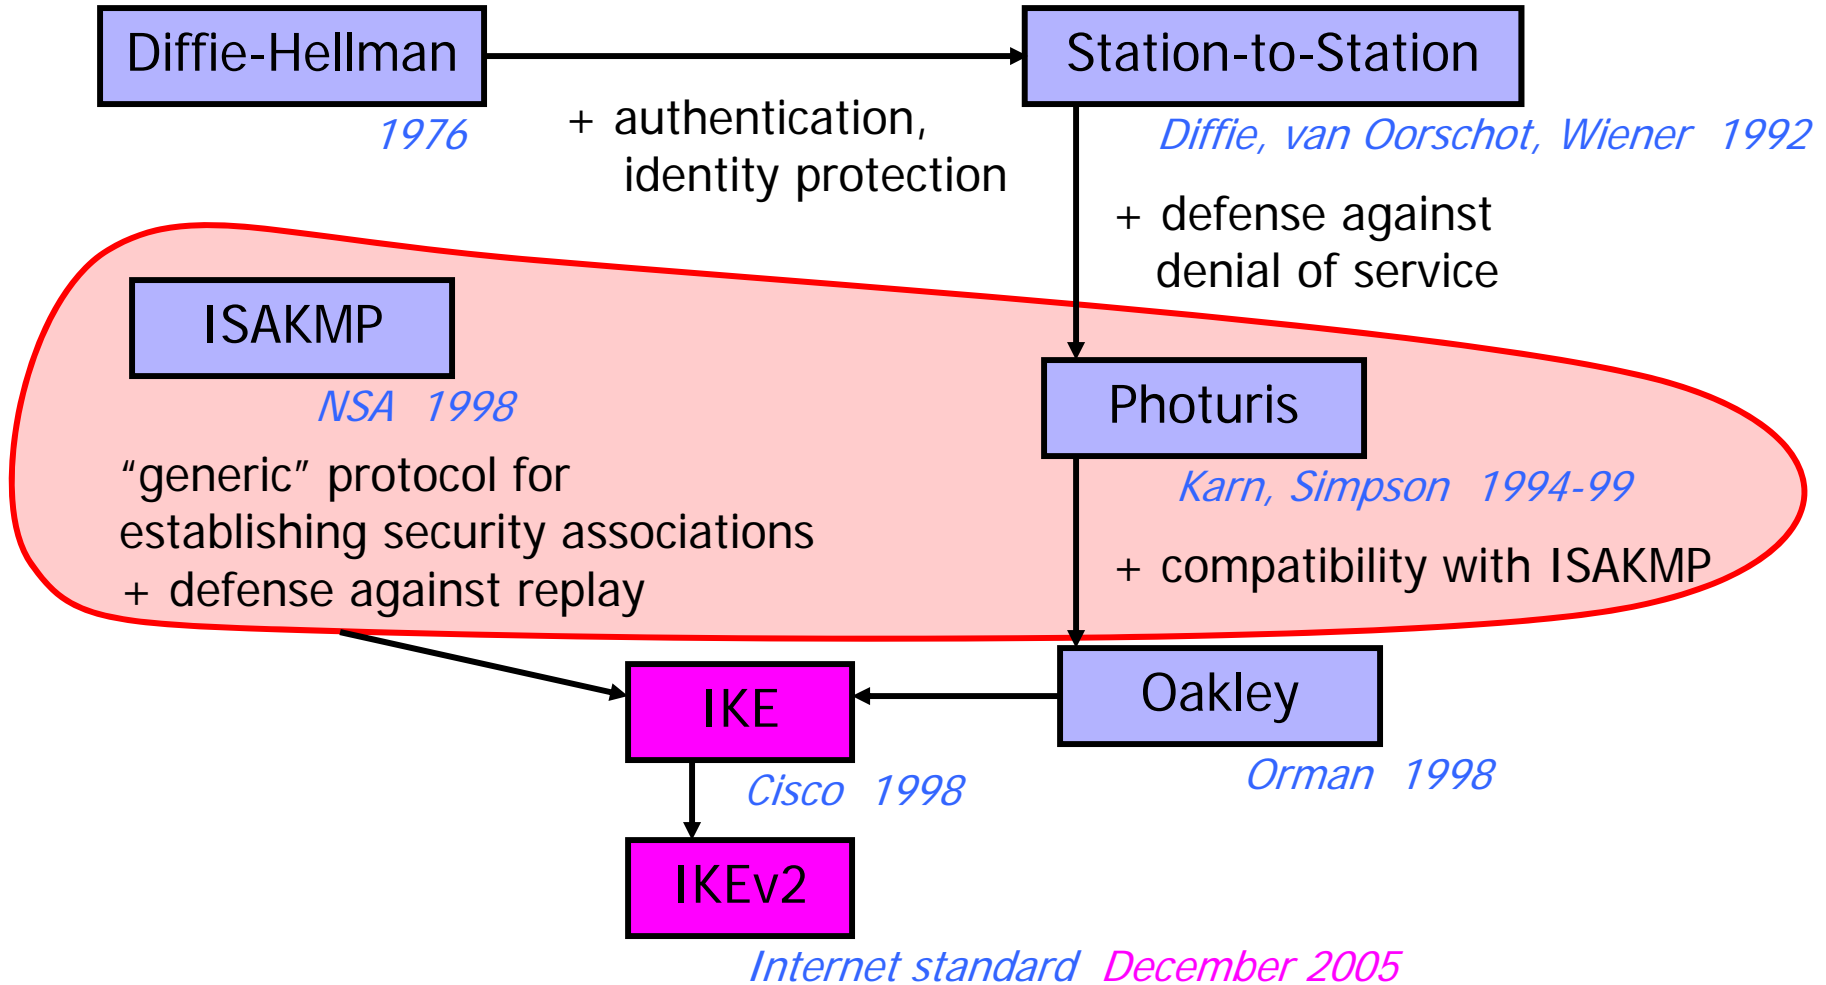 Diffie-Hellman
1976
+ authentication,
identity protection
Station-to-Station
Diffie, van Oorschot, Wiener 1992
+ defense against
denial of service
ISAKMP
NSA 1998
“generic” protocol for
establishing security associations
+ defense against replay
Photuris
Karn, Simpson 1994-99
+ compatibility with ISAKMP
IKE
Cisco 1998
Oakley
Orman 1998
IKEv2
Internet standard December 2005